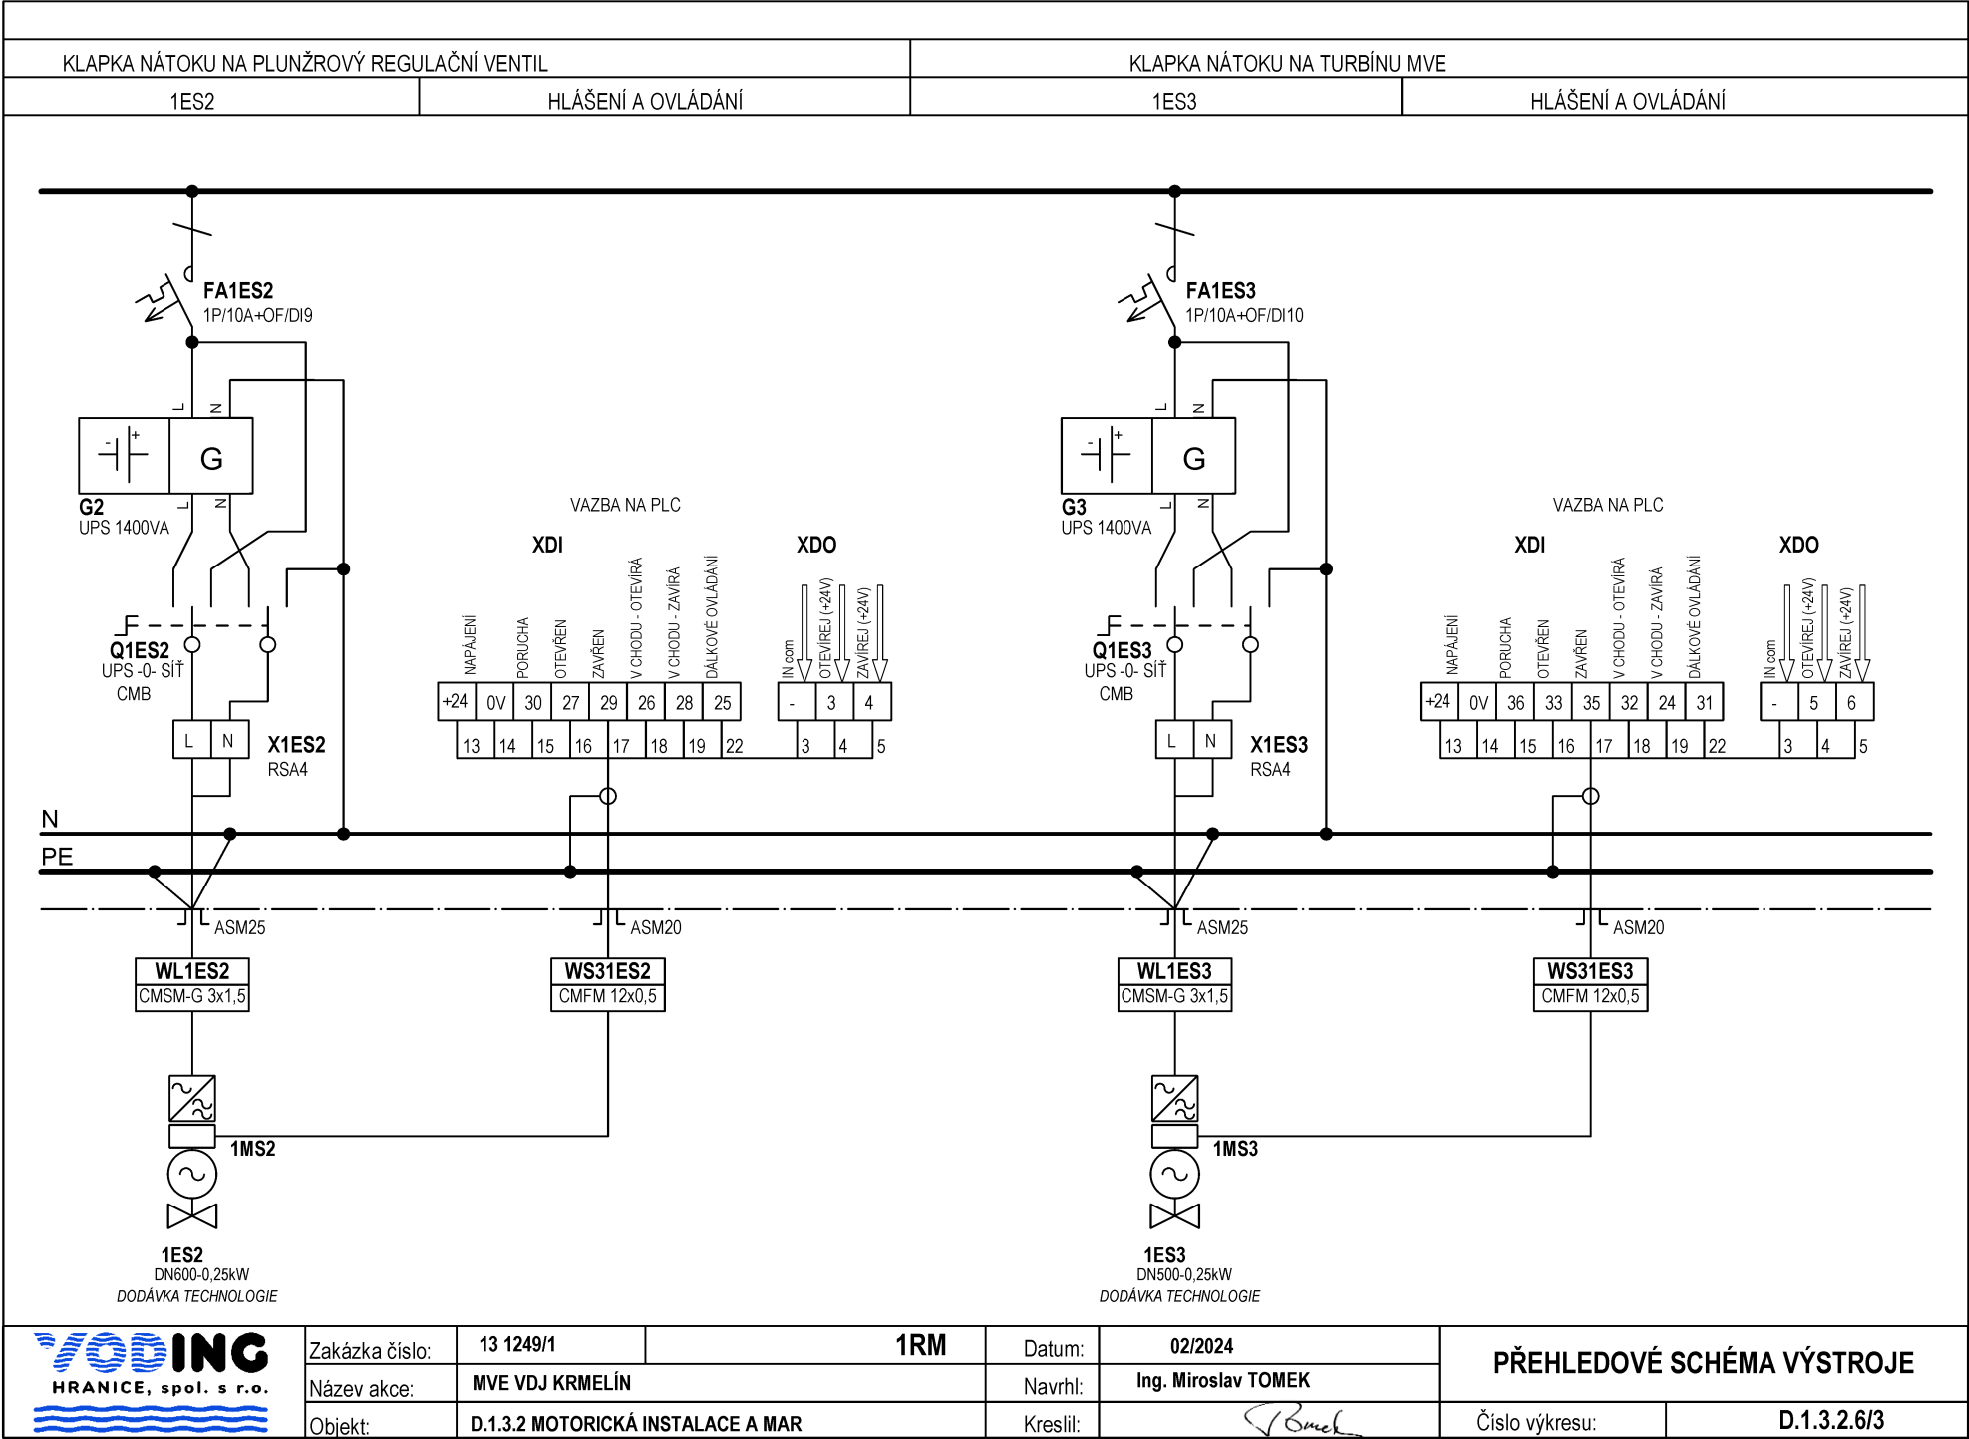 KLAPKA NÁTOKU NA PLUNŽROVÝ REGULAČNÍ VENTIL
KLAPKA NÁTOKU NA TURBÍNU MVE
1ES2
HLÁŠENÍ A OVLÁDÁNÍ
1ES3
HLÁŠENÍ A OVLÁDÁNÍ
FA1ES2
1P/10A+OF/DI9
L
N
- +
G
G2
UPS 1400VA
L
N
Q1ES2
UPS -0- SÍŤ
CMB
L N
X1ES2
RSA4
VAZBA NA PLC
XDI
XDO
NAPÁJENÍ
PORUCHA
OTEVŘEN
ZAVŘEN
V CHODU - OTEVÍRÁ
V CHODU - ZAVÍRÁ
DÁLKOVÉ OVLÁDÁNÍ
IN com
OTEVÍREJ (+24V)
ZAVÍREJ (+24V)
+24 0V 30 27 29 26 28 25
- 3 4
13 14 15 16 17 18 19 22
3 4 5
FA1ES3
1P/10A+OF/DI10
L
N
- +
G
G3
UPS 1400VA
L
N
Q1ES3
UPS -0- SÍŤ
CMB
L N
X1ES3
RSA4
VAZBA NA PLC
XDI
XDO
NAPÁJENÍ
PORUCHA
OTEVŘEN
ZAVŘEN
V CHODU - OTEVÍRÁ
V CHODU - ZAVÍRÁ
DÁLKOVÉ OVLÁDÁNÍ
IN com
OTEVÍREJ (+24V)
ZAVÍREJ (+24V)
+24 0V 36 33 35 32 24 31
- 5 6
13 14 15 16 17 18 19 22
3 4 5
N
PE
ASM25
ASM20
ASM25
ASM20
WL1ES2
CMSM-G 3x1,5
WS31ES2
CMFM 12x0,5
WL1ES3
CMSM-G 3x1,5
WS31ES3
CMFM 12x0,5
1MS2
1MS3
1ES2
DN600-0,25kW
DODÁVKA TECHNOLOGIE
1ES3
DN500-0,25kW
DODÁVKA TECHNOLOGIE
VODING
HRANICE, spol. s r.o.
Zakázka číslo: 13 1249/1 1RM
Název akce: MVE VDJ KRMELÍN
Objekt: D.1.3.2 MOTORICKÁ INSTALACE A MAR
Datum: 02/2024
Navrhl: Ing. Miroslav TOMEK
Kreslil:
PŘEHLEDOVÉ SCHÉMA VÝSTROJE
Číslo výkresu: D.1.3.2.6/3